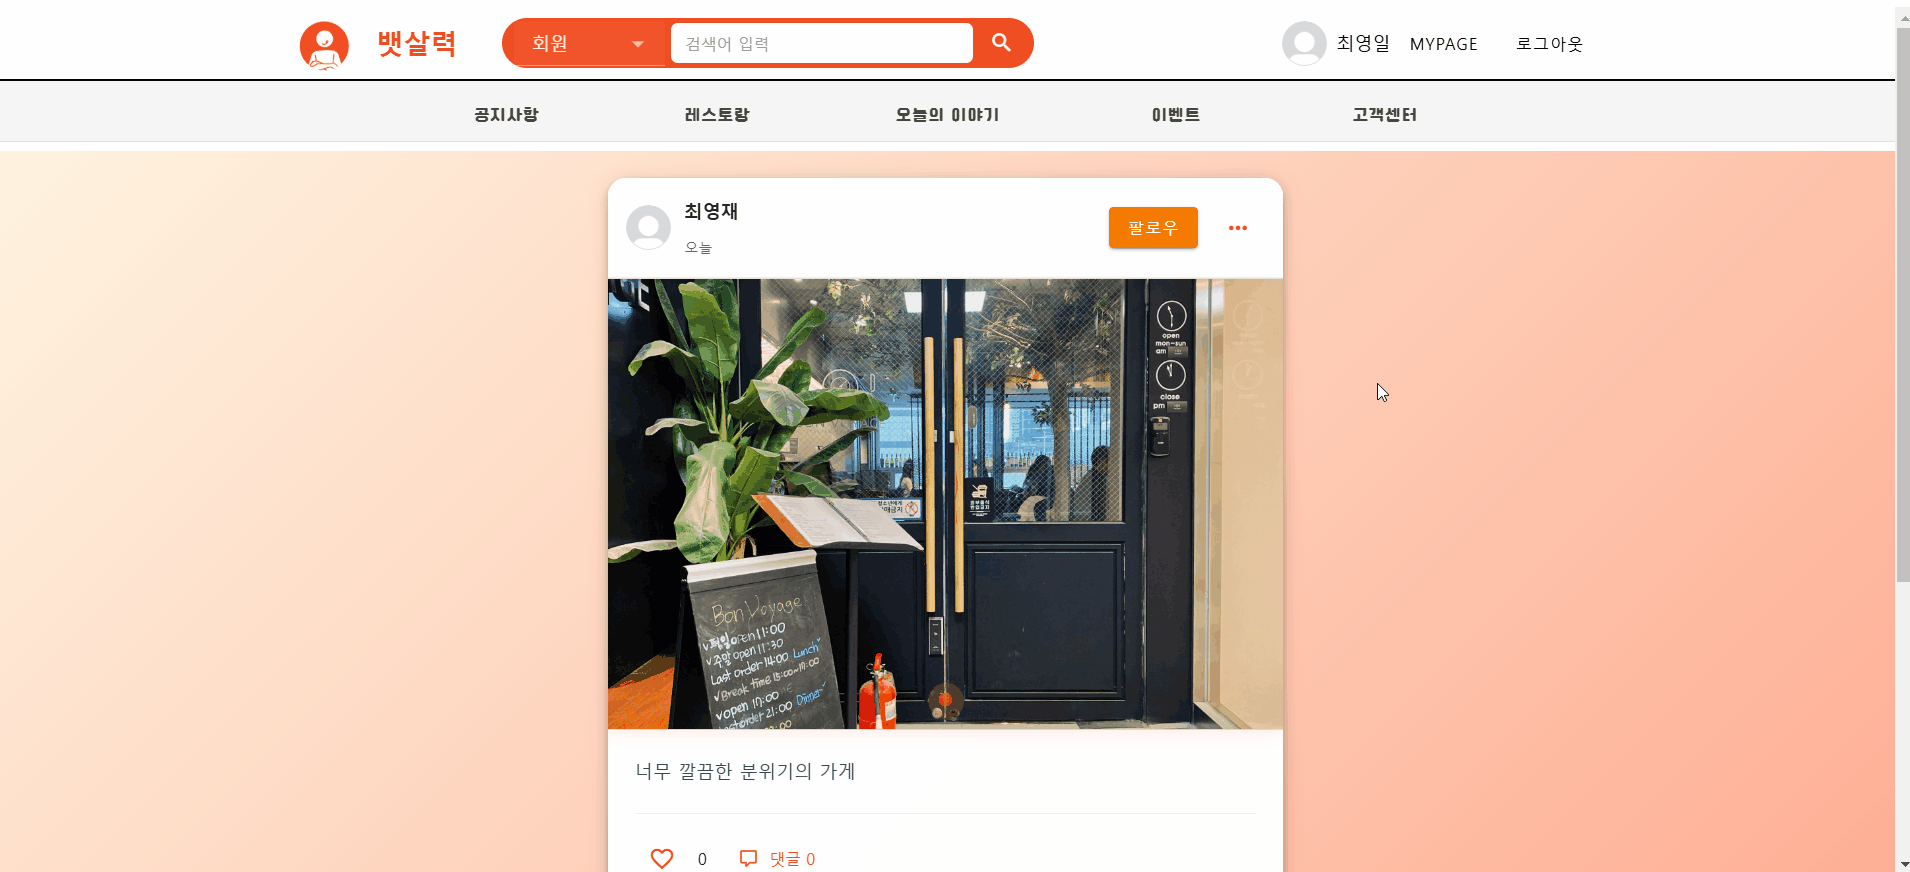 뱃살력
회원
검색어 입력
최영일
MYPAGE
로그아웃
공지사항
레스토랑
오늘의 이야기
이벤트
고객센터
최영재
오늘
팔로우
open
mon-sun
am
close
pm
Bon Voyage
평일 open 11:00
주말 open 11:30
Last order 14:00 Lunch
Break time 15:00~17:00
open 17:00 Dinner
Last order 21:00
너무 깔끔한 분위기의 가게
0
댓글 0